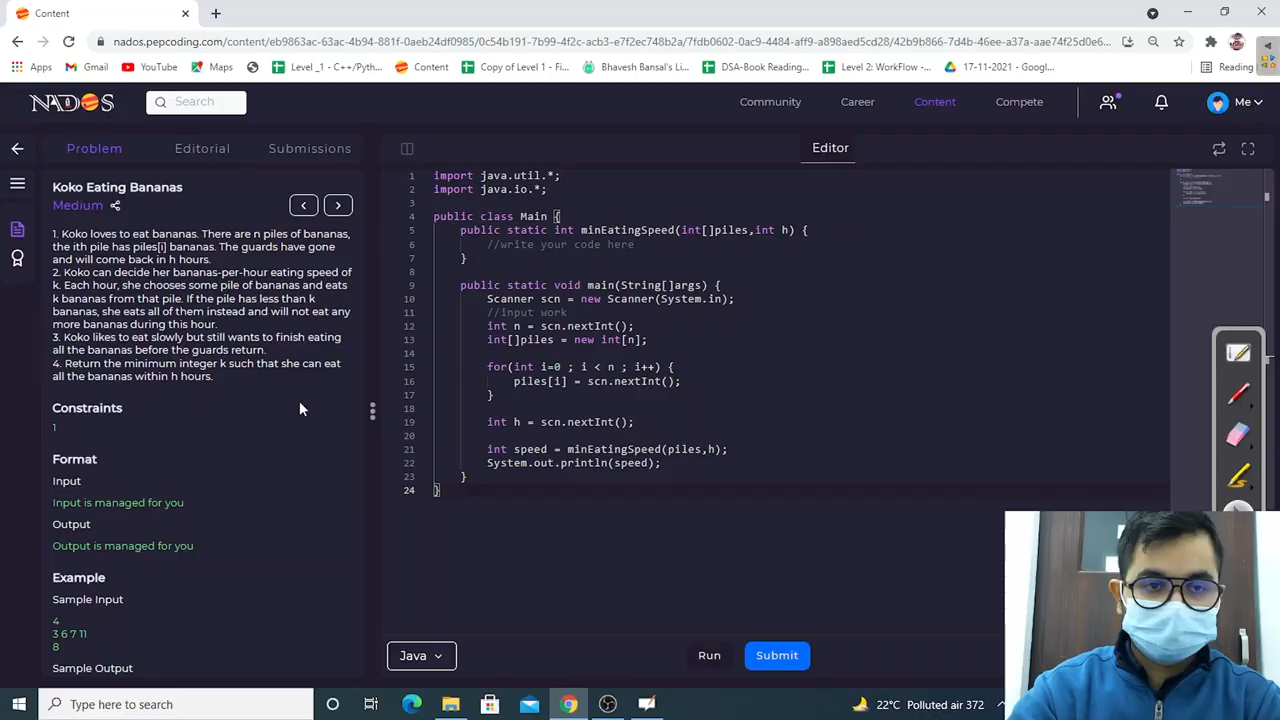 Content
nados.pepcoding.com/content/eb9863ac-63ac-4b94-881f-0aeb24df0985/0c54b191-7b99-4f2c-acb3-e7f2ec748b2a/7fdb0602-0ac9-4484-aff9-a898aed5cd28/42b9b866-7d4b-46ee-a37a-aae74f25d0e6...
Apps Gmail YouTube Maps Level _1 - C++/Pyth... Content Copy of Level 1 - Fi... Bhavesh Bansal's Li... DSA-Book Readin... Level 2: WorkFlow -... 17-11-2021 - Googl... Reading
NADOS Search Community Career Content Compete Me
Problem Editorial Submissions Editor
Koko Eating Bananas
Medium
1. Koko loves to eat bananas. There are n piles of bananas,
the ith pile has piles[i] bananas. The guards have gone
and will come back in h hours.
2. Koko can decide her bananas-per-hour eating speed of
k. Each hour, she chooses some pile of bananas and eats
k bananas from that pile. If the pile has less than k
bananas, she eats all of them instead and will not eat any
more bananas during this hour.
3. Koko likes to eat slowly but still wants to finish eating
all the bananas before the guards return.
4. Return the minimum integer k such that she can eat
all the bananas within h hours.
Constraints
1
Format
Input
Input is managed for you
Output
Output is managed for you
Example
Sample Input
4
3 6 7 11
8
Sample Output
1 import java.util.*;
2 import java.io.*;
3
4 public class Main {
5 public static int minEatingSpeed(int[]piles,int h) {
6 //write your code here
7 }
8
9 public static void main(String[]args) {
10 Scanner scn = new Scanner(System.in);
11 //input work
12 int n = scn.nextInt();
13 int[]piles = new int[n];
14
15 for(int i=0 ; i < n ; i++) {
16 piles[i] = scn.nextInt();
17 }
18
19 int h = scn.nextInt();
20
21 int speed = minEatingSpeed(piles,h);
22 System.out.println(speed);
23 }
24 }
Java Run Submit
Type here to search 22°C Polluted air 372